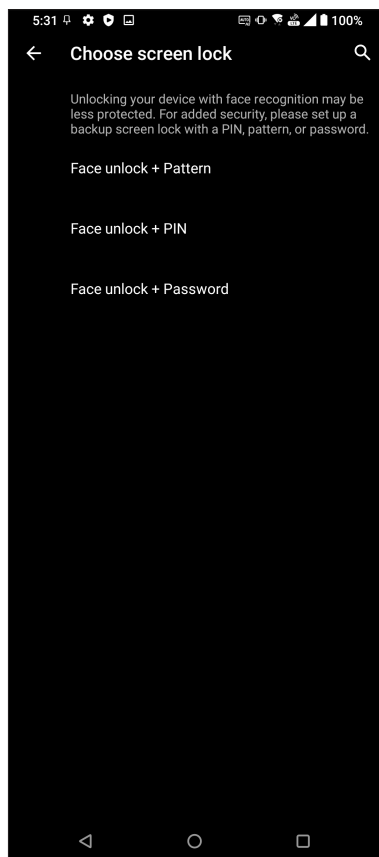 5:31
100%
Choose screen lock
Unlocking your device with face recognition may be
less protected. For added security, please set up a
backup screen lock with a PIN, pattern, or password.
Face unlock + Pattern
Face unlock + PIN
Face unlock + Password